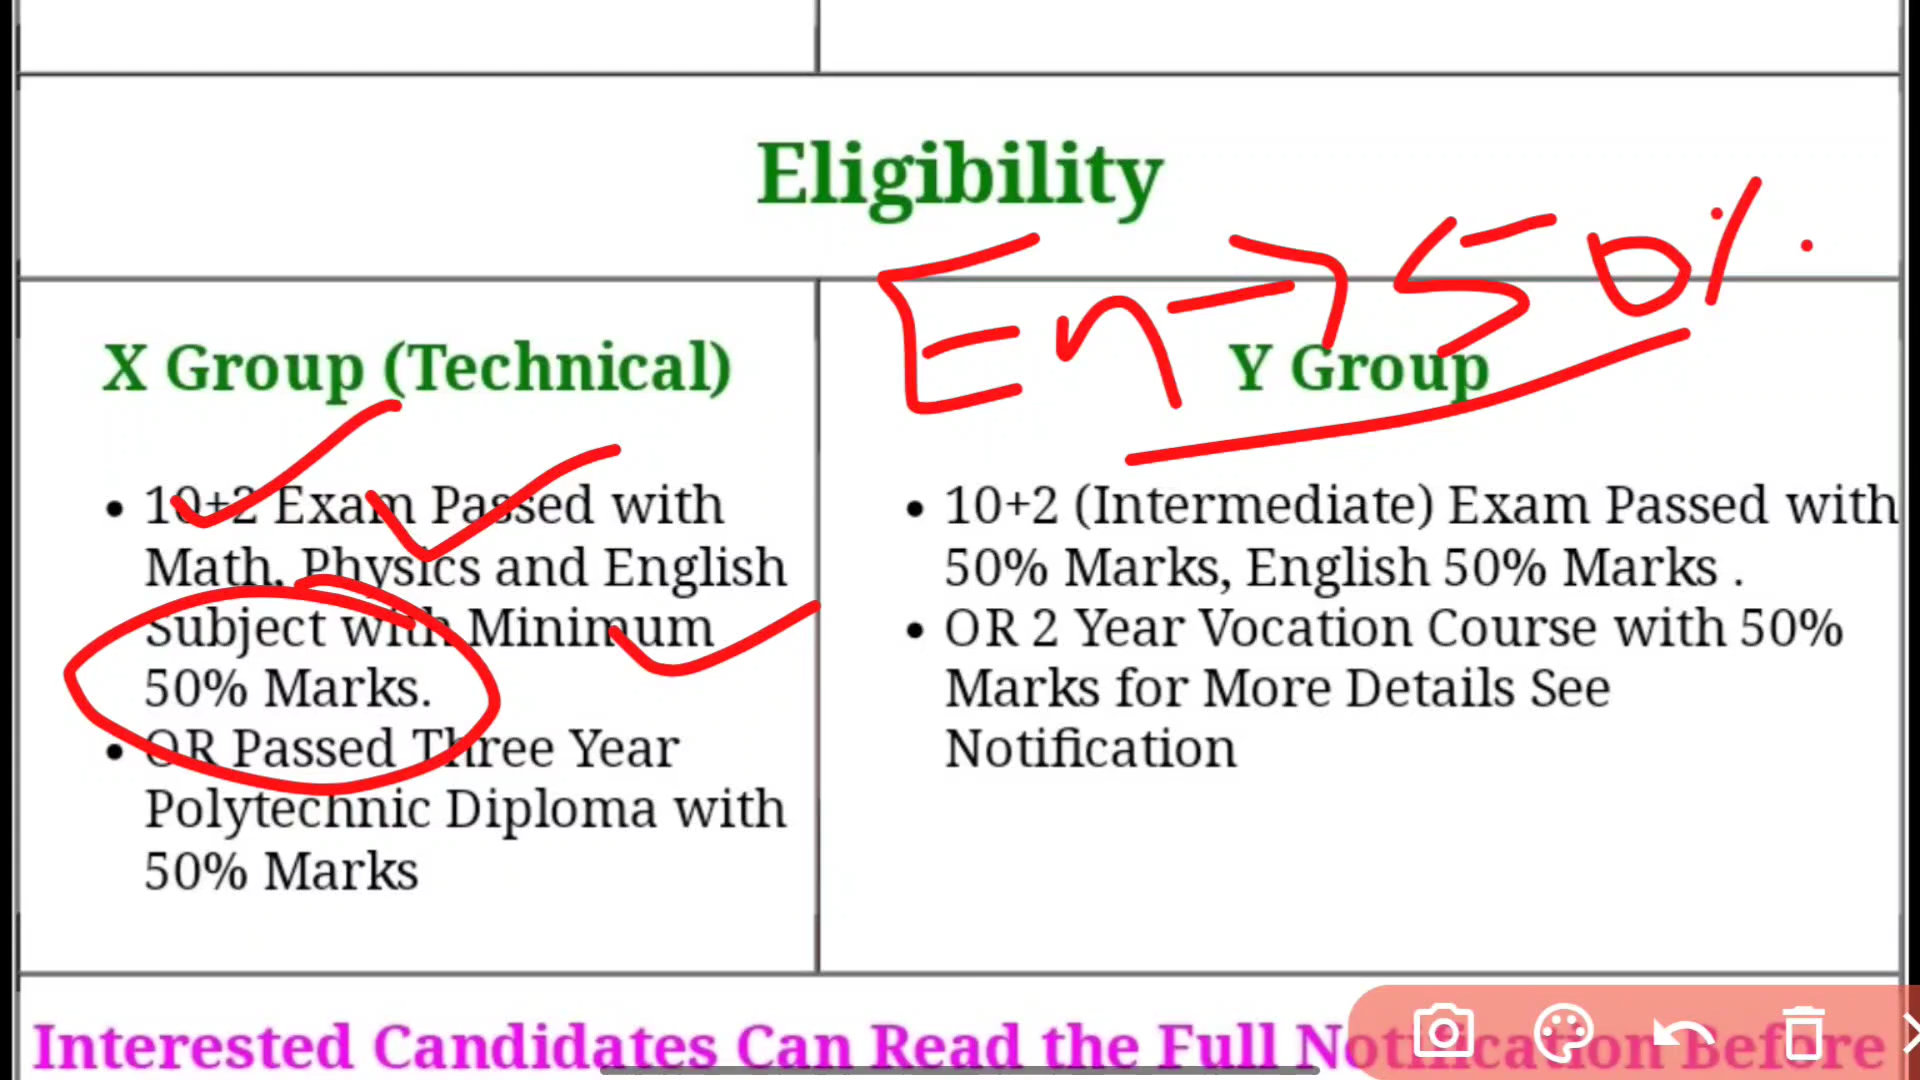 Eligibility
En → 50%.
X Group (Technical)
Y Group
• 10+2 Exam Passed with
Math, Physics and English
Subject with Minimum
50% Marks.
• OR Passed Three Year
Polytechnic Diploma with
50% Marks
• 10+2 (Intermediate) Exam Passed with
50% Marks, English 50% Marks .
• OR 2 Year Vocation Course with 50%
Marks for More Details See
Notification
Interested Candidates Can Read the Full Notification Before